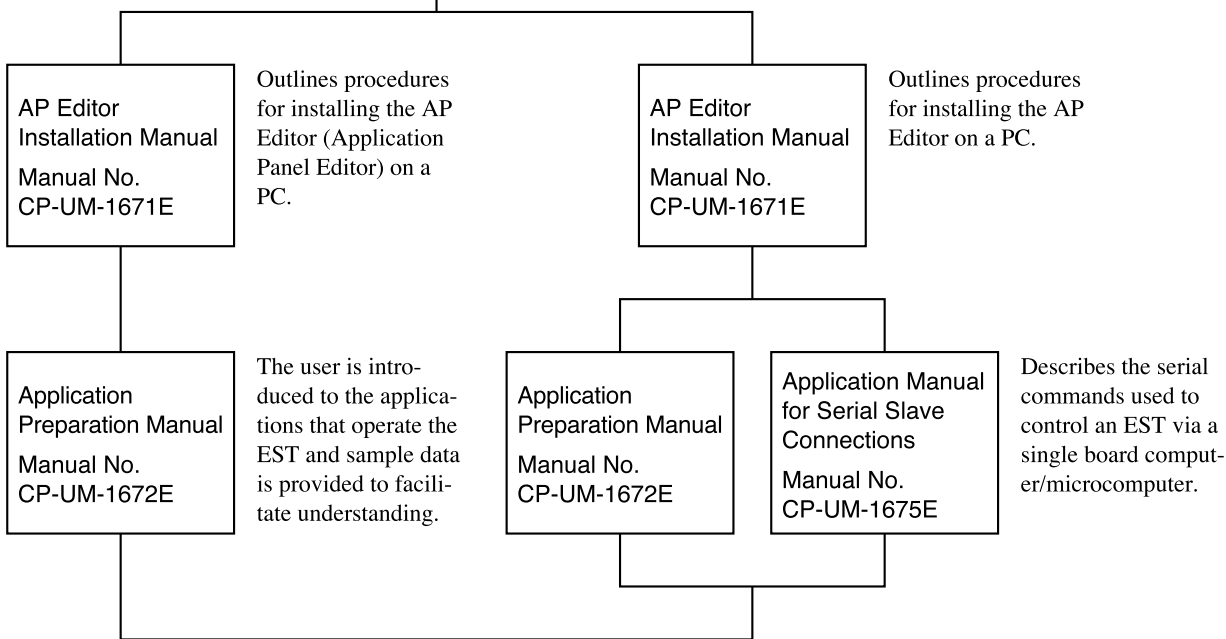 AP Editor
Installation Manual
Manual No.
CP-UM-1671E
Outlines procedures
for installing the AP
Editor (Application
Panel Editor) on a
PC.
AP Editor
Installation Manual
Manual No.
CP-UM-1671E
Outlines procedures
for installing the AP
Editor on a PC.
Application
Preparation Manual
Manual No.
CP-UM-1672E
The user is intro-
duced to the applica-
tions that operate the
EST and sample data
is provided to facili-
tate understanding.
Application
Preparation Manual
Manual No.
CP-UM-1672E
Application Manual
for Serial Slave
Connections
Manual No.
CP-UM-1675E
Describes the serial
commands used to
control an EST via a
single board comput-
er/microcomputer.